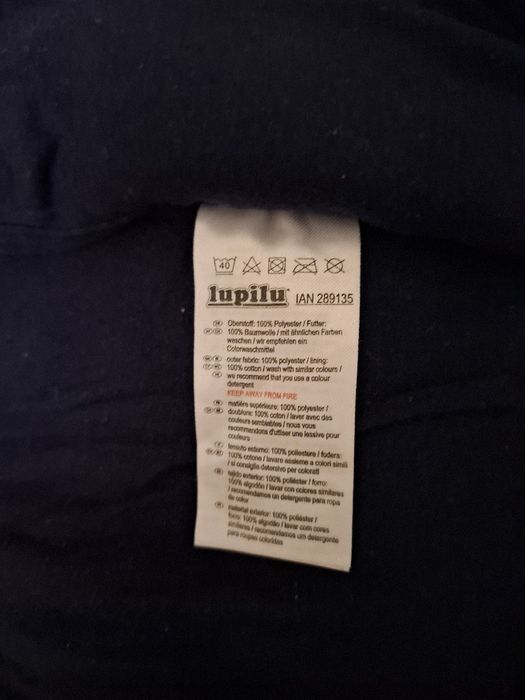 40
lupilu IAN 289135
Oberstoff: 100% Polyester / Futter:
100% Baumwolle / mit ähnlichen Farben
waschen / wir empfehlen ein
Colorwaschmittel
outer fabric: 100% polyester / lining:
100% cotton / wash with similar colours /
we recommend that you use a colour
detergent
KEEP AWAY FROM FIRE
matière supérieure: 100% polyester /
doublure: 100% coton / laver avec des
couleurs semblables / nous vous
recommandons d'utiliser une lessive pour
couleurs
tessuto esterno: 100% poliestere / fodera:
100% cotone / lavare assieme a colori simili
/ si consiglia detersivo per colorati
tejido exterior: 100% poliéster / forro:
100% algodón / lavar con colores similares
/ recomendamos un detergente para ropa
de color
material exterior: 100% poliéster /
forro: 100% algodão / lavar com cores
similares / recomendamos um detergente
para roupas coloridas